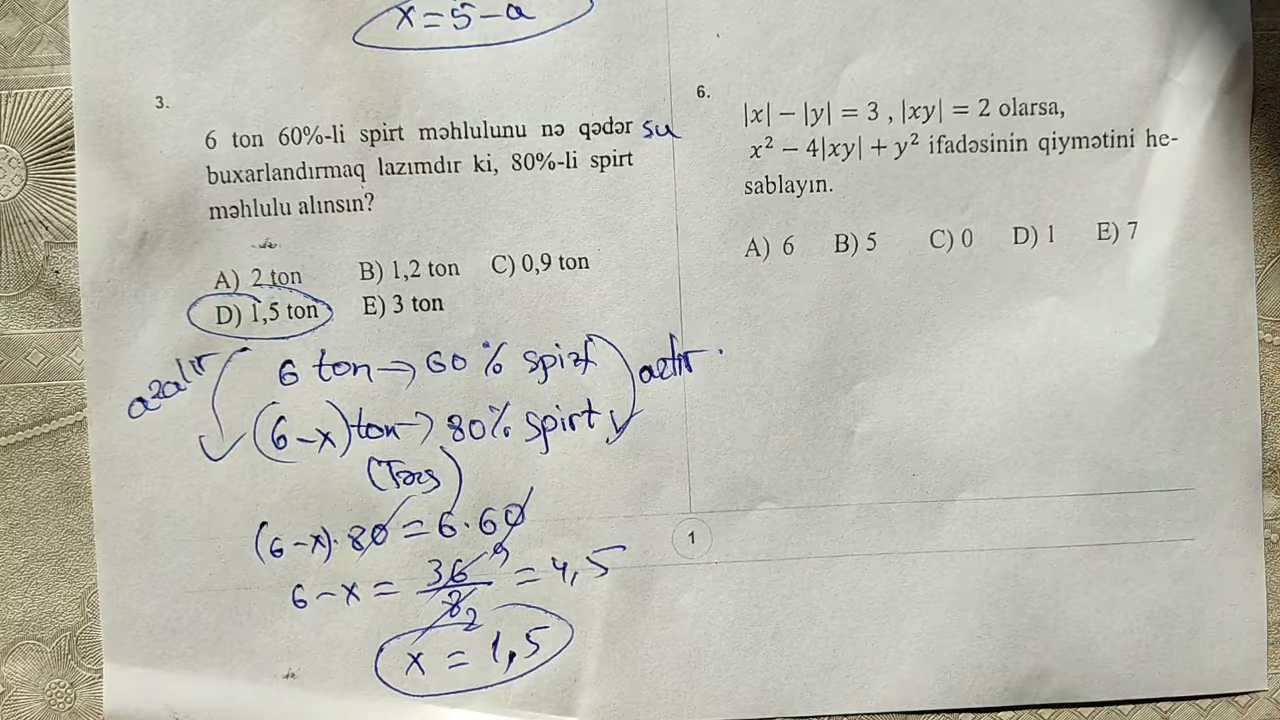 x = 5 - a
3.
6 ton 60%-li spirt məhlulunu nə qədər su
buxarlandırmaq lazımdır ki, 80%-li spirt
məhlulu alınsın?
A) 2 ton B) 1,2 ton C) 0,9 ton
D) 1,5 ton E) 3 ton
azalır 6 ton → 60 % spirt artır.
(6-x) ton → 80% spirt
(Tərs)
(6-x)·80 = 6·60
6-x = 36/8 9/2 = 4,5
x = 1,5
6.
|x| − |y| = 3 , |xy| = 2 olarsa,
x² − 4|xy| + y² ifadəsinin qiymətini he-
sablayın.
A) 6 B) 5 C) 0 D) 1 E) 7
1